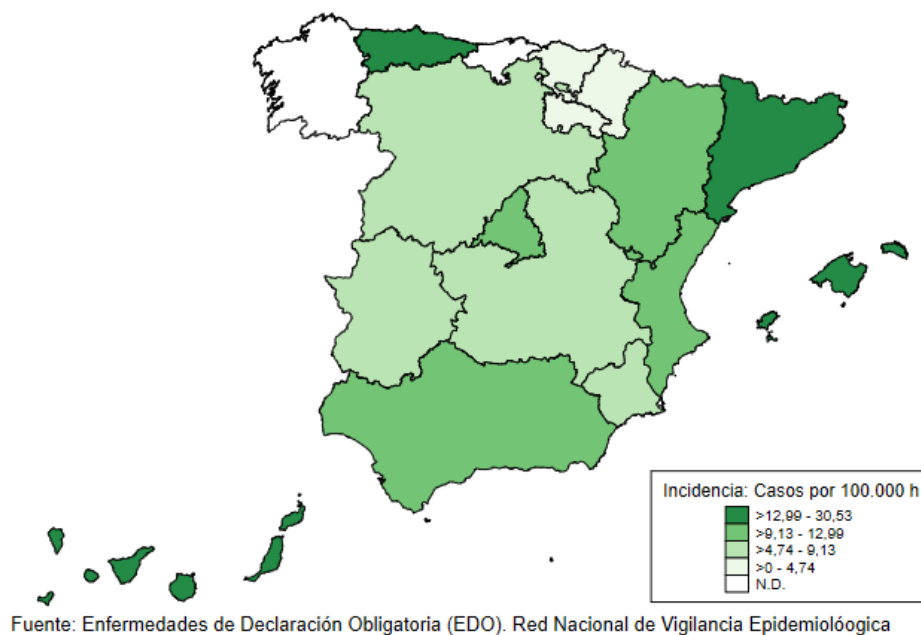 Incidencia: Casos por 100.000 h
>12,99 - 30,53
>9,13 - 12,99
>4,74 - 9,13
>0 - 4,74
N.D.
Fuente: Enfermedades de Declaración Obligatoria (EDO). Red Nacional de Vigilancia Epidemiolóogica